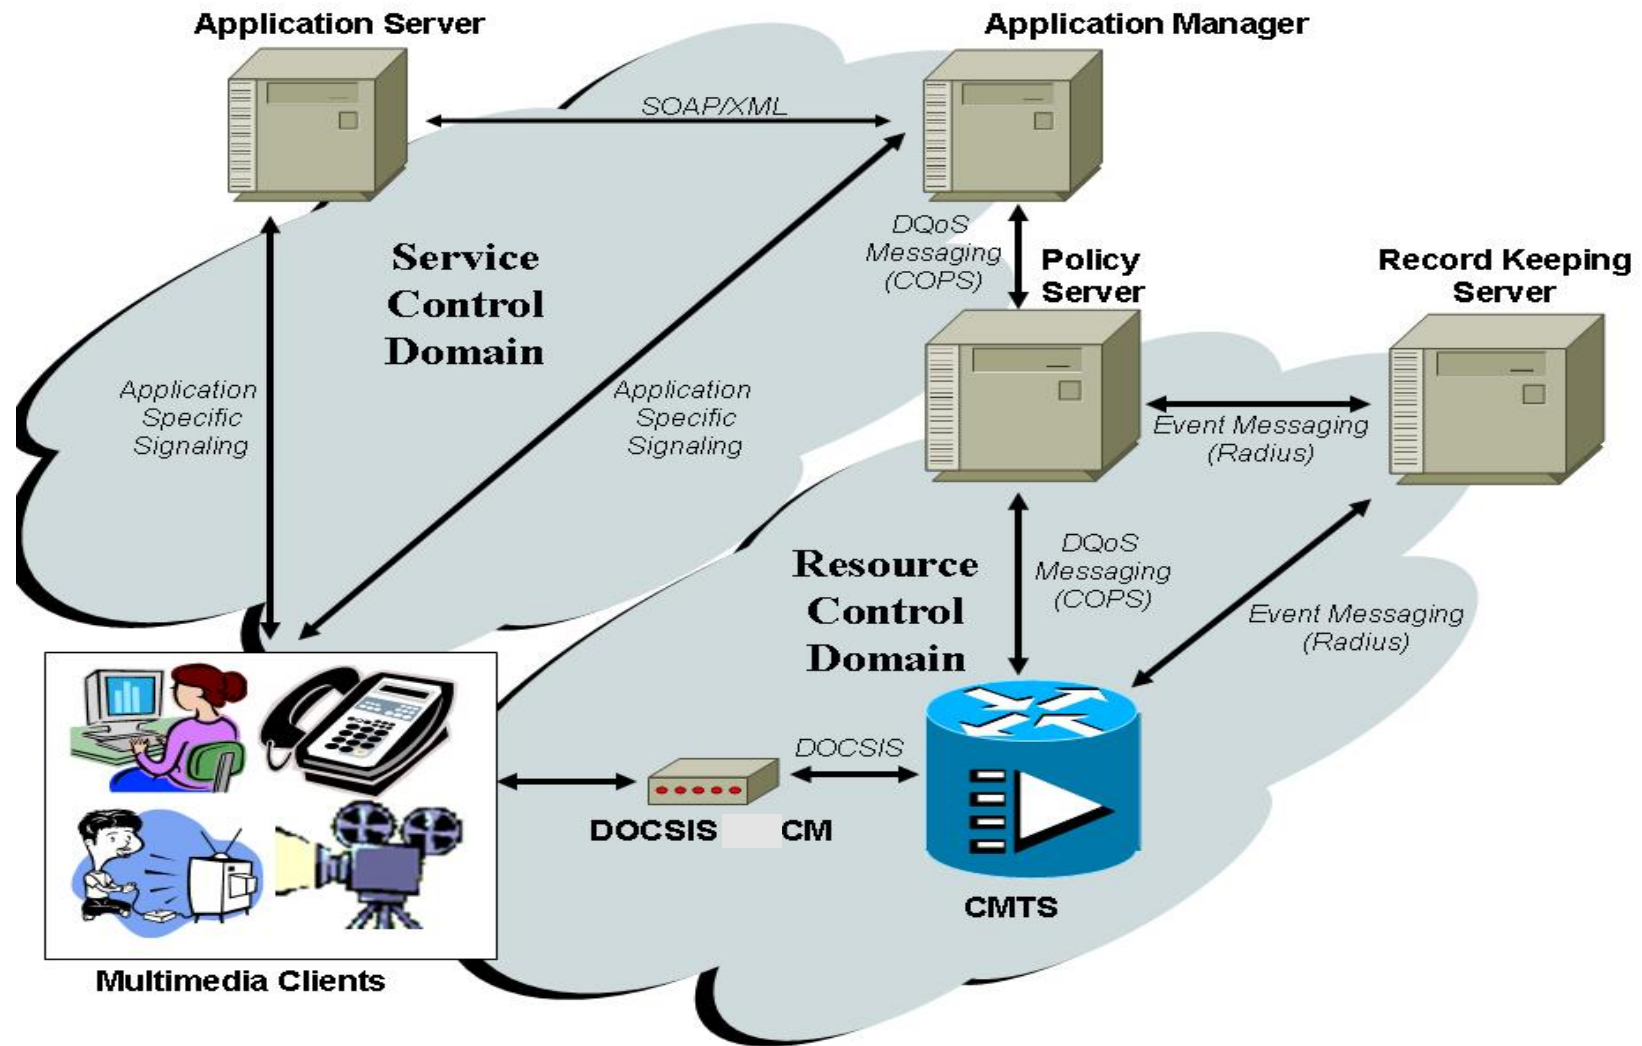 Application Server
Application Manager
SOAP/XML
DQoS
Messaging
(COPS)
Service
Control
Domain
Policy
Server
Record Keeping
Server
Application
Specific
Signaling
Application
Specific
Signaling
Event Messaging
(Radius)
Resource
Control
Domain
DQoS
Messaging
(COPS)
Event Messaging
(Radius)
DOCSIS
DOCSIS CM
CMTS
Multimedia Clients